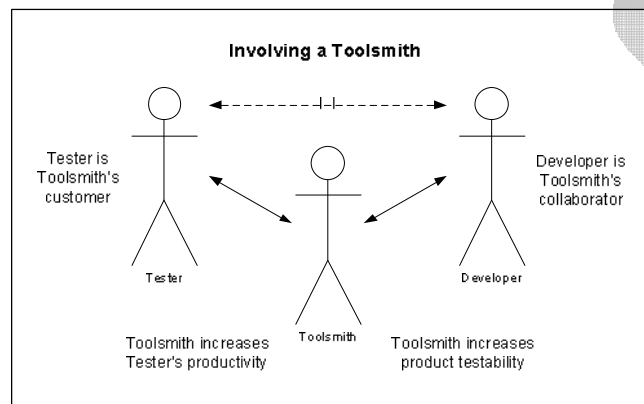 Involving a Toolsmith
Tester is
Toolsmith's
customer
Developer is
Toolsmith's
collaborator
Tester
Developer
Toolsmith
Toolsmith increases
Tester's productivity
Toolsmith increases
product testability